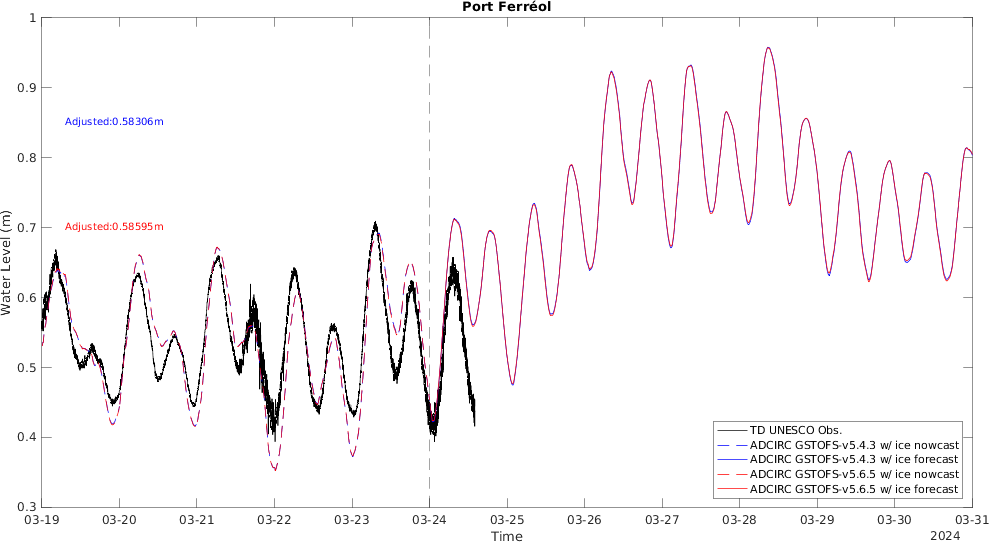 Port Ferréol
1
0.9
0.8
0.7
0.6
0.5
0.4
0.3
Water Level (m)
Adjusted:0.58306m
Adjusted:0.58595m
TD UNESCO Obs.
ADCIRC GSTOFS-v5.4.3 w/ ice nowcast
ADCIRC GSTOFS-v5.4.3 w/ ice forecast
ADCIRC GSTOFS-v5.6.5 w/ ice nowcast
ADCIRC GSTOFS-v5.6.5 w/ ice forecast
03-19 03-20 03-21 03-22 03-23 03-24 03-25 03-26 03-27 03-28 03-29 03-30 03-31
Time
2024